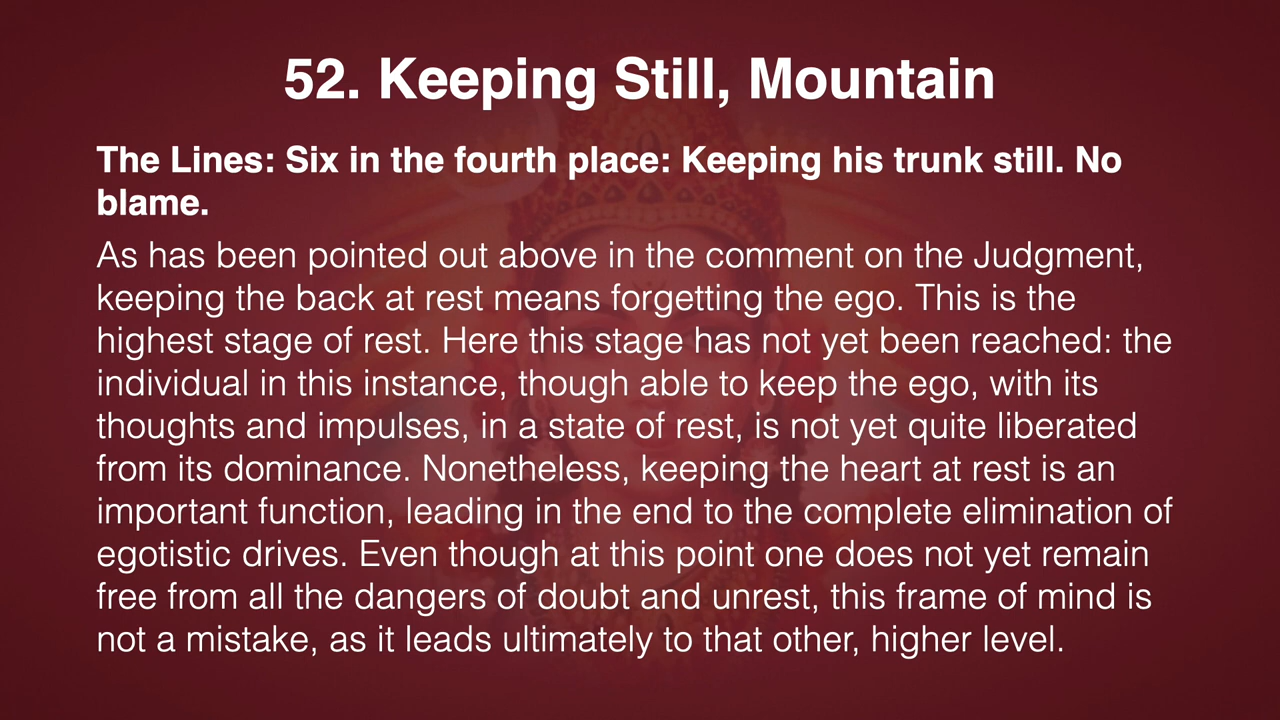 52. Keeping Still, Mountain
The Lines: Six in the fourth place: Keeping his trunk still. No
blame.
As has been pointed out above in the comment on the Judgment,
keeping the back at rest means forgetting the ego. This is the
highest stage of rest. Here this stage has not yet been reached: the
individual in this instance, though able to keep the ego, with its
thoughts and impulses, in a state of rest, is not yet quite liberated
from its dominance. Nonetheless, keeping the heart at rest is an
important function, leading in the end to the complete elimination of
egotistic drives. Even though at this point one does not yet remain
free from all the dangers of doubt and unrest, this frame of mind is
not a mistake, as it leads ultimately to that other, higher level.